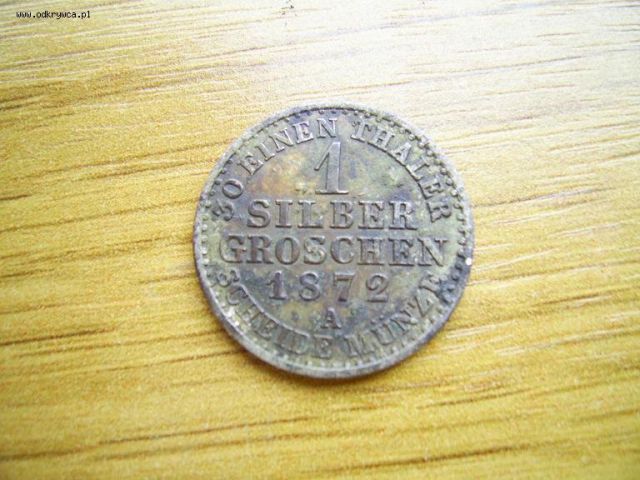 www.odkrywca.pl
30 EINEN THALER
1
SILBER
GROSCHEN
1872
A
SCHEIDE MÜNZE